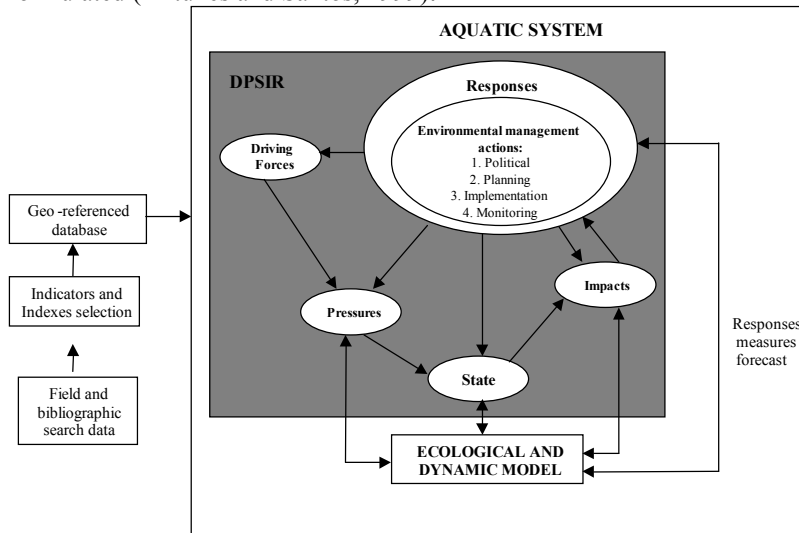 AQUATIC SYSTEM
DPSIR
Responses
Environmental management
actions:
1. Political
2. Planning
3. Implementation
4. Monitoring
Driving
Forces
Geo -referenced
database
Indicators and
Indexes selection
Field and
bibliographic
search data
Pressures
Impacts
State
Responses
measures
forecast
ECOLOGICAL AND
DYNAMIC MODEL